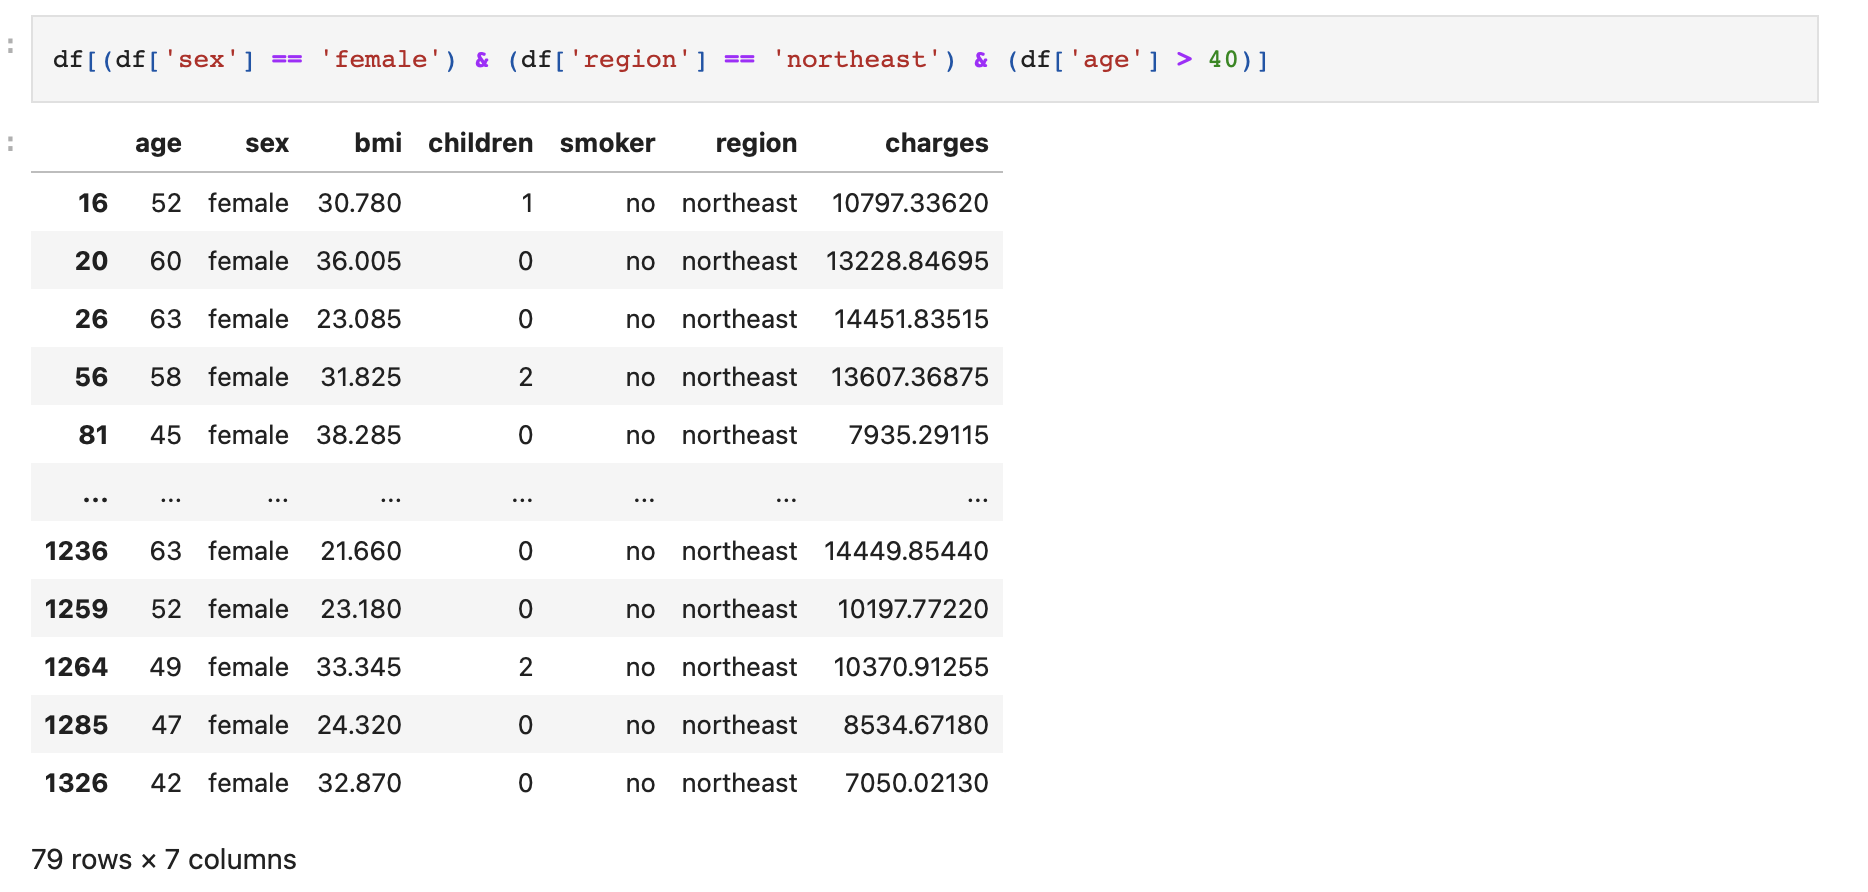 :
df[(df['sex'] == 'female') & (df['region'] == 'northeast') & (df['age'] > 40)]
:
age sex bmi children smoker region charges
16 52 female 30.780 1 no northeast 10797.33620
20 60 female 36.005 0 no northeast 13228.84695
26 63 female 23.085 0 no northeast 14451.83515
56 58 female 31.825 2 no northeast 13607.36875
81 45 female 38.285 0 no northeast 7935.29115
... ... ... ... ... ... ... ...
1236 63 female 21.660 0 no northeast 14449.85440
1259 52 female 23.180 0 no northeast 10197.77220
1264 49 female 33.345 2 no northeast 10370.91255
1285 47 female 24.320 0 no northeast 8534.67180
1326 42 female 32.870 0 no northeast 7050.02130
79 rows × 7 columns